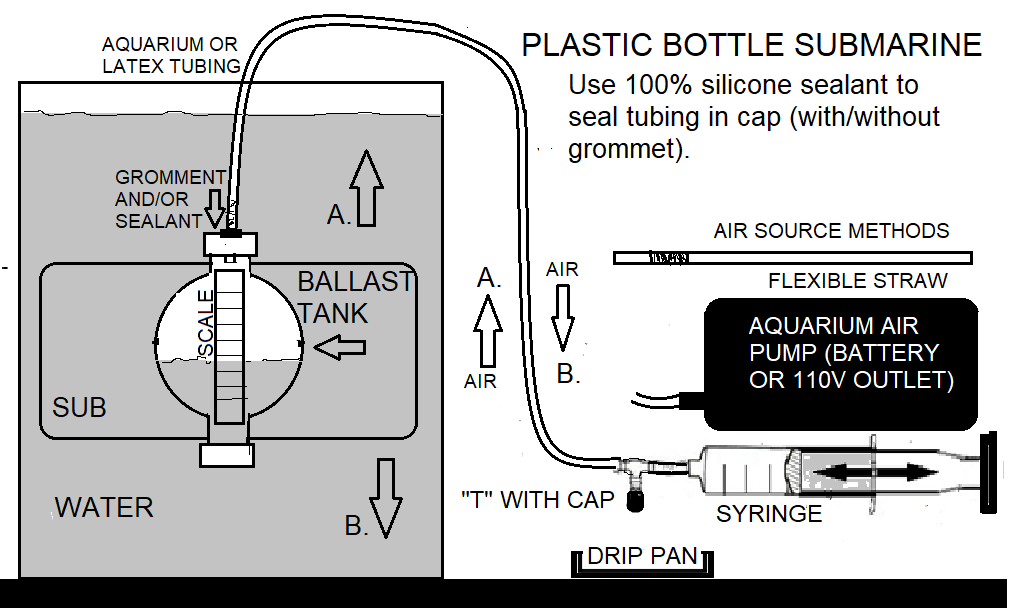 PLASTIC BOTTLE SUBMARINE
Use 100% silicone sealant to
seal tubing in cap (with/without
grommet).
AQUARIUM OR
LATEX TUBING
GROMMENT
AND/OR
SEALANT
A.
BALLAST
TANK
SCALE
SUB
WATER
B.
A.
AIR
AIR
B.
AIR SOURCE METHODS
FLEXIBLE STRAW
AQUARIUM AIR
PUMP (BATTERY
OR 110V OUTLET)
"T" WITH CAP
SYRINGE
DRIP PAN